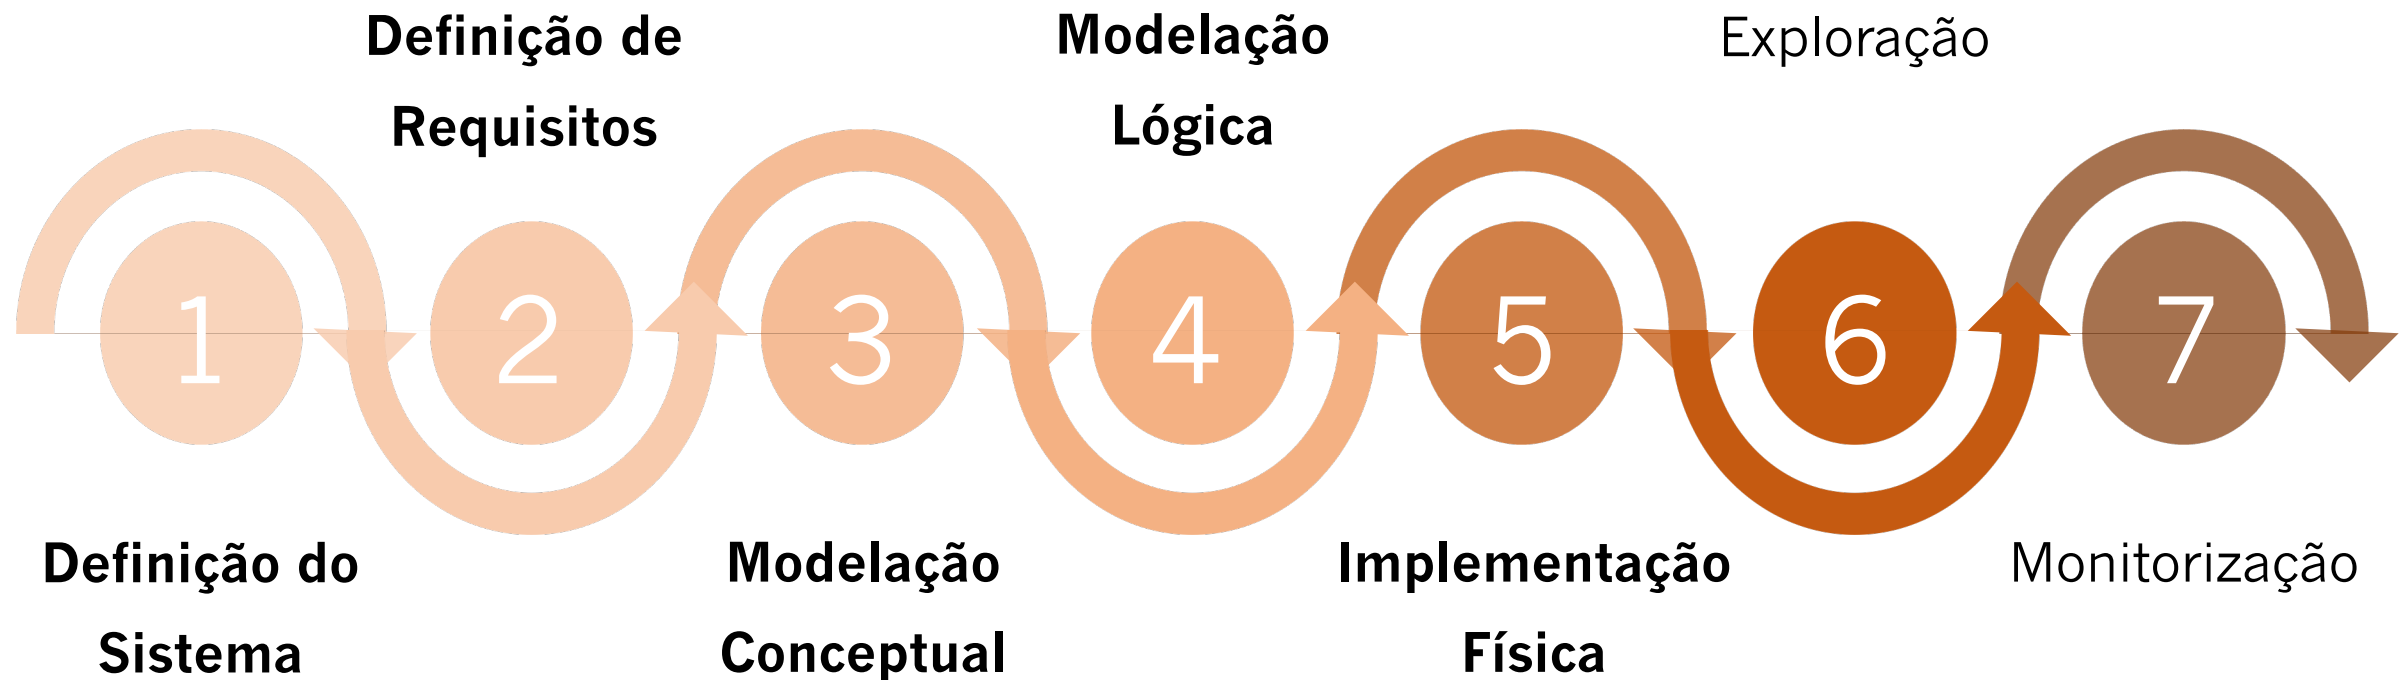 Definição de
Requisitos
Modelação
Lógica
Exploração
1
2
3
4
5
6
7
Definição do
Sistema
Modelação
Conceptual
Implementação
Física
Monitorização